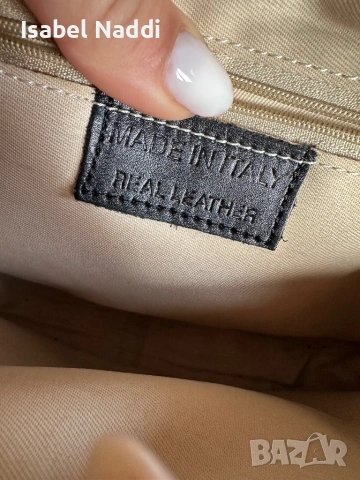 Isabel Naddi
MADE IN ITALY
REAL LEATHER
BAZAR